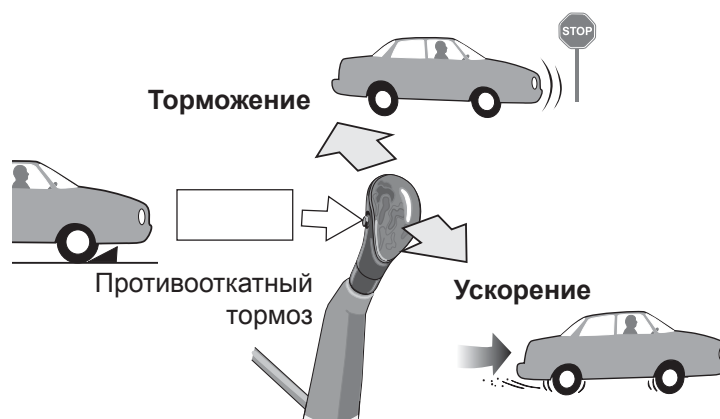 STOP
Торможение
Противооткатный
тормоз
Ускорение